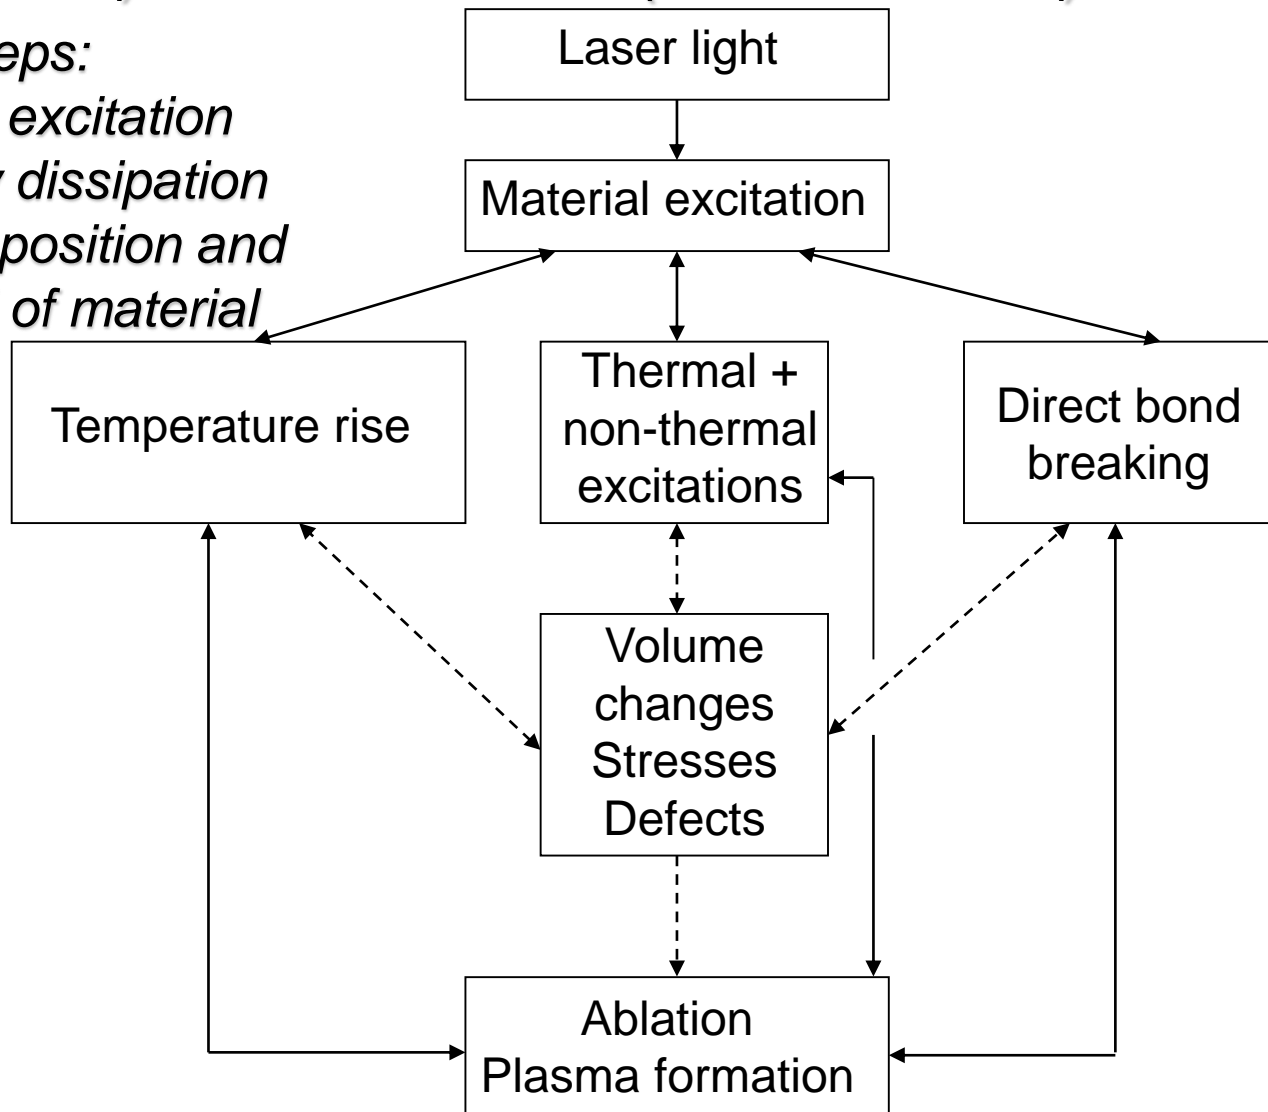 Laser light
eps:
excitation
dissipation
Material excitation
position and
of material
Temperature rise
Thermal +
non-thermal
excitations
Direct bond
breaking
Volume
changes
Stresses
Defects
Ablation
Plasma formation